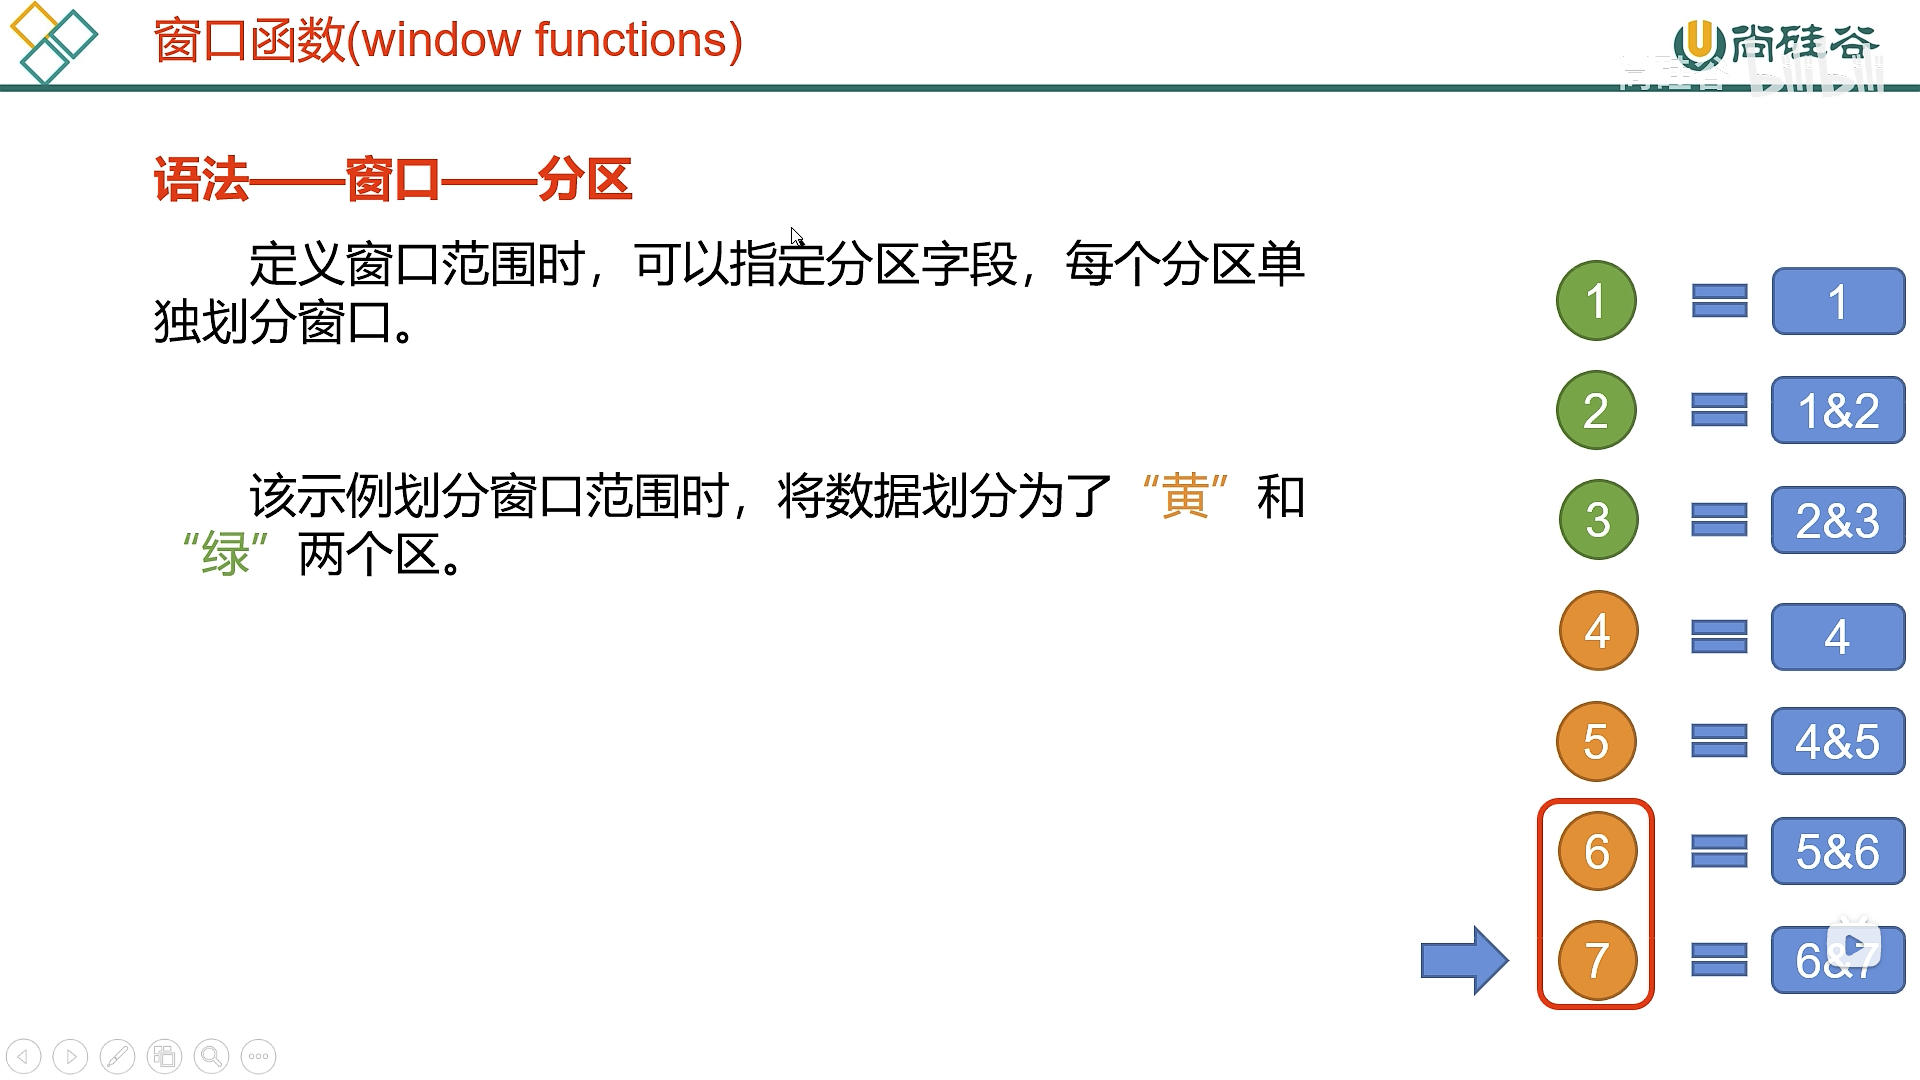 窗口函数(window functions)
尚硅谷
尚硅谷 bilibili
语法——窗口——分区
定义窗口范围时，可以指定分区字段，每个分区单
独划分窗口。
该示例划分窗口范围时，将数据划分为了“黄”和
“绿”两个区。
1 1
2 1&2
3 2&3
4 4
5 4&5
6 5&6
7 6&7